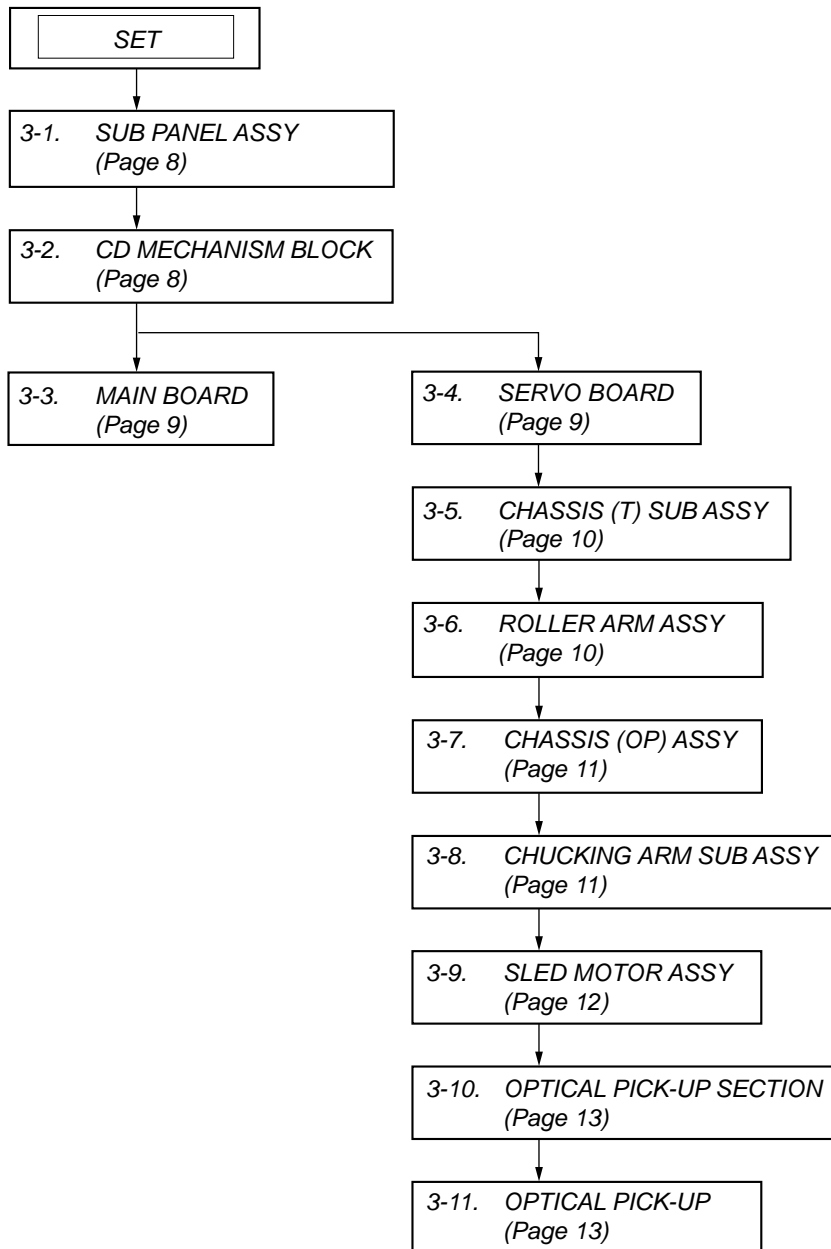 SET
3-1. SUB PANEL ASSY
(Page 8)
3-2. CD MECHANISM BLOCK
(Page 8)
3-3. MAIN BOARD
(Page 9)
3-4. SERVO BOARD
(Page 9)
3-5. CHASSIS (T) SUB ASSY
(Page 10)
3-6. ROLLER ARM ASSY
(Page 10)
3-7. CHASSIS (OP) ASSY
(Page 11)
3-8. CHUCKING ARM SUB ASSY
(Page 11)
3-9. SLED MOTOR ASSY
(Page 12)
3-10. OPTICAL PICK-UP SECTION
(Page 13)
3-11. OPTICAL PICK-UP
(Page 13)